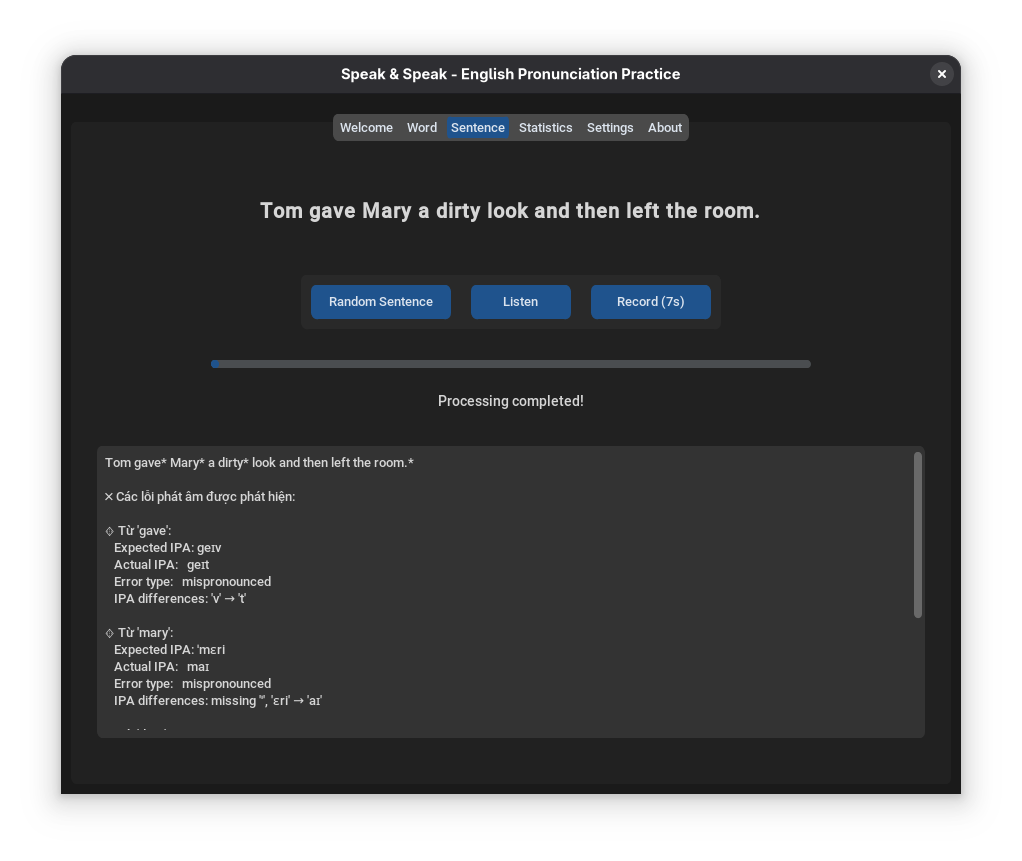 Speak & Speak - English Pronunciation Practice
Welcome Word Sentence Statistics Settings About
Tom gave Mary a dirty look and then left the room.
Random Sentence Listen Record (7s)
Processing completed!
Tom gave* Mary* a dirty* look and then left the room.*
× Các lỗi phát âm được phát hiện:
Từ 'gave':
Expected IPA: geɪv
Actual IPA: geɪt
Error type: mispronounced
IPA differences: 'v' → 't'
Từ 'mary':
Expected IPA: 'mɛri
Actual IPA: maɪ
Error type: mispronounced
IPA differences: missing ''', 'ɛri' → 'aɪ'